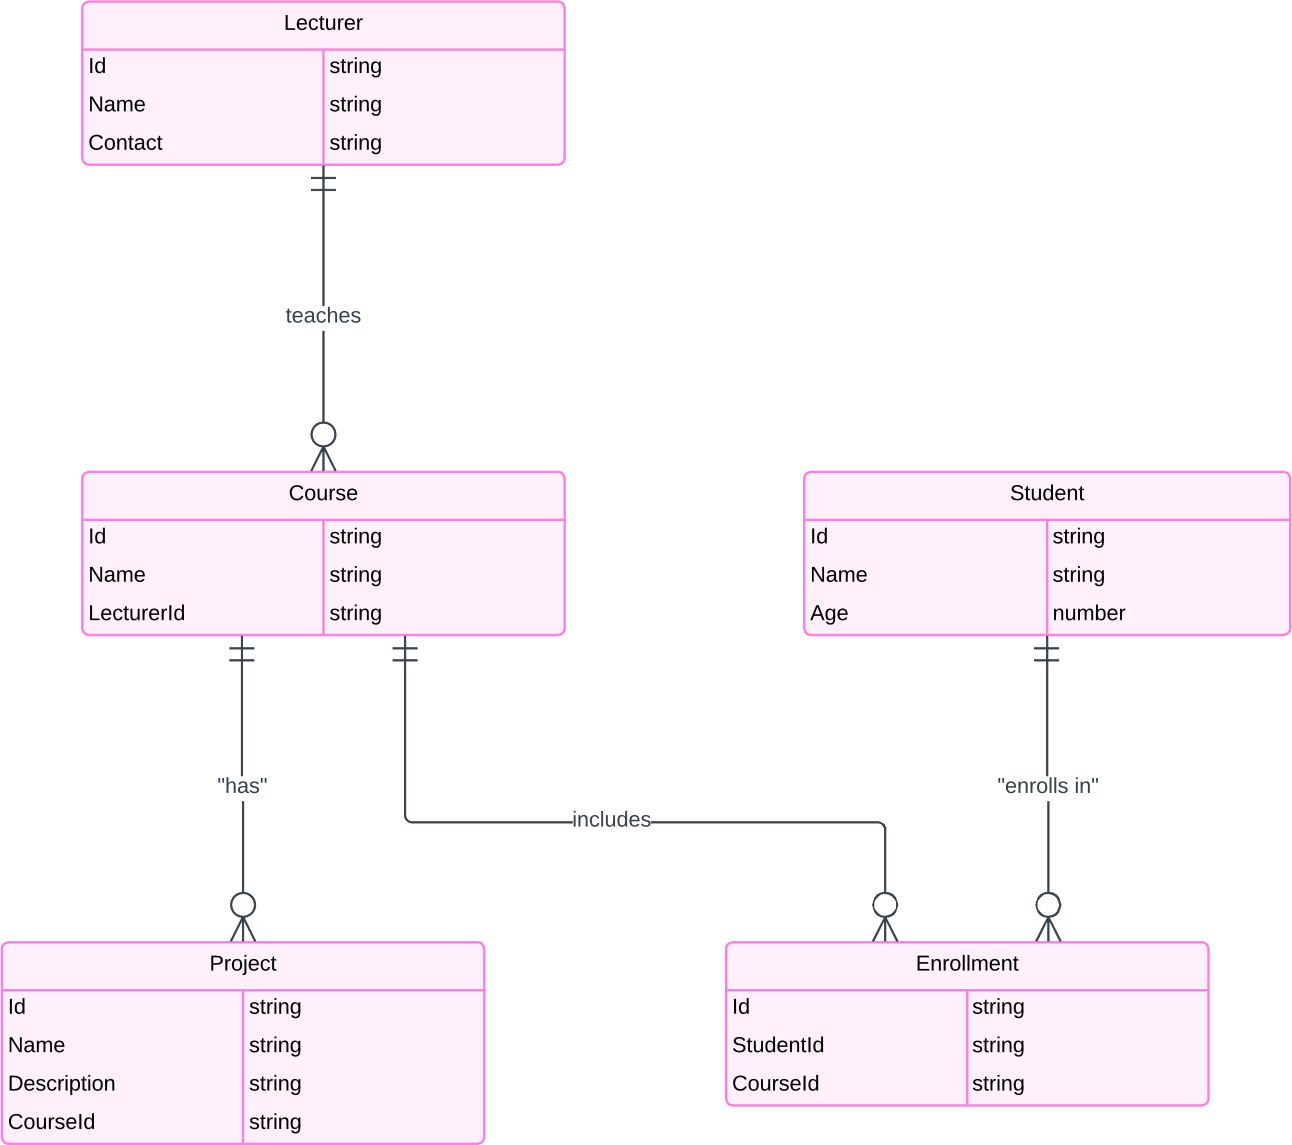 Lecturer
Id string
Name string
Contact string
teaches
Course
Id string
Name string
LecturerId string
Student
Id string
Name string
Age number
"has"
includes
"enrolls in"
Project
Id string
Name string
Description string
CourseId string
Enrollment
Id string
StudentId string
CourseId string